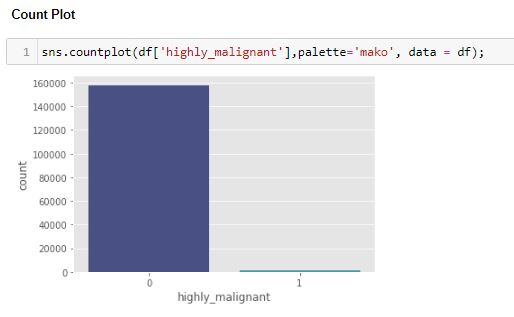 Count Plot
1 sns.countplot(df['highly_malignant'],palette='mako', data = df);
160000
140000
120000
100000
80000
60000
40000
20000
0
count
0 1
highly_malignant